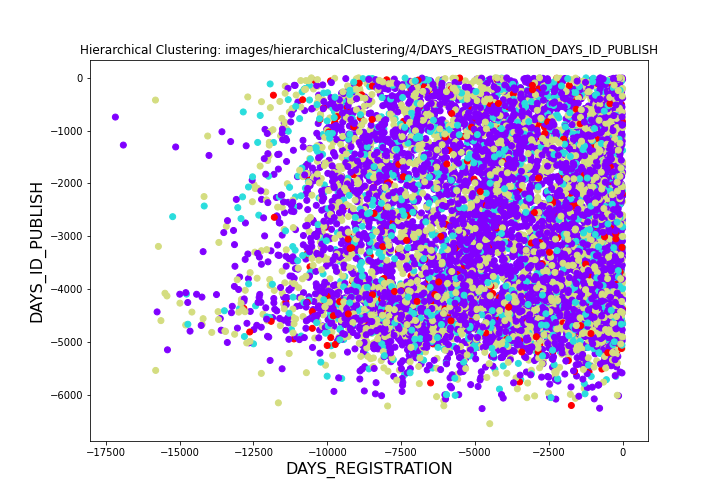 Hierarchical Clustering: images/hierarchicalClustering/4/DAYS_REGISTRATION_DAYS_ID_PUBLISH
0
−1000
−2000
−3000
−4000
−5000
−6000
DAYS_ID_PUBLISH
−17500 −15000 −12500 −10000 −7500 −5000 −2500 0
DAYS_REGISTRATION